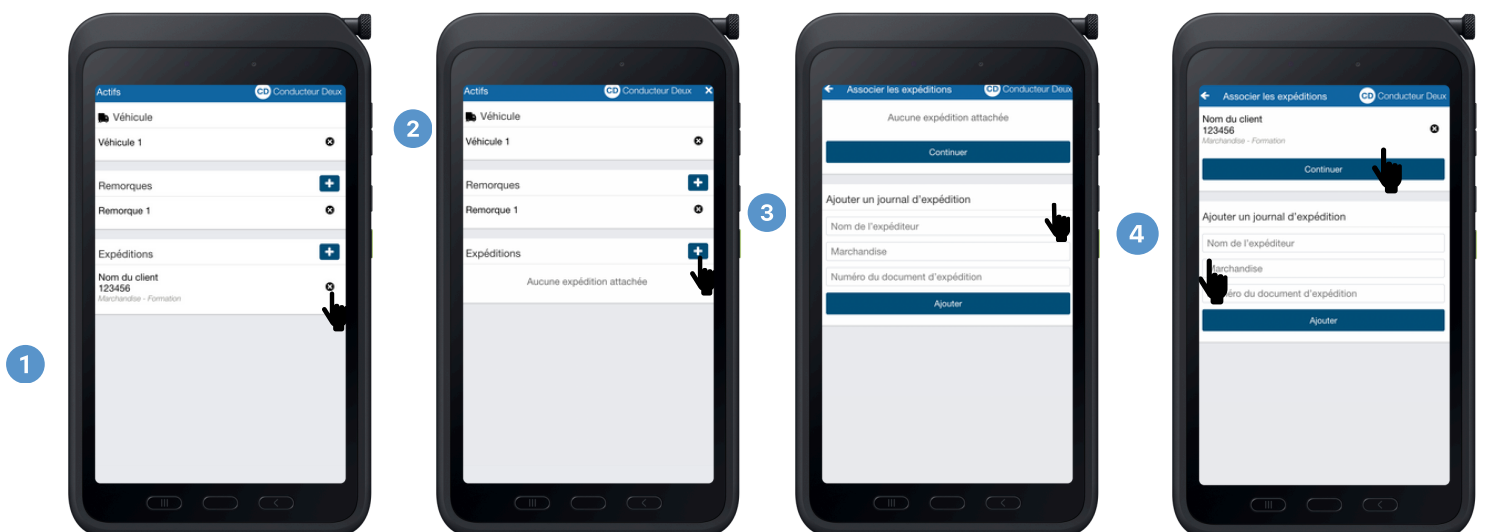 1
Actifs
CD Conducteur Deux
Véhicule
Véhicule 1
Remorques
Remorque 1
Expéditions
Nom du client
123456
Marchandise - Formation
2
Actifs
CD Conducteur Deux
Véhicule
Véhicule 1
Remorques
Remorque 1
Expéditions
Aucune expédition attachée
3
Associer les expéditions
CD Conducteur Deux
Aucune expédition attachée
Continuer
Ajouter un journal d'expédition
Nom de l'expéditeur
Marchandise
Numéro du document d'expédition
Ajouter
4
Associer les expéditions
CD Conducteur Deux
Nom du client
123456
Marchandise - Formation
Continuer
Ajouter un journal d'expédition
Nom de l'expéditeur
Marchandise
Numéro du document d'expédition
Ajouter